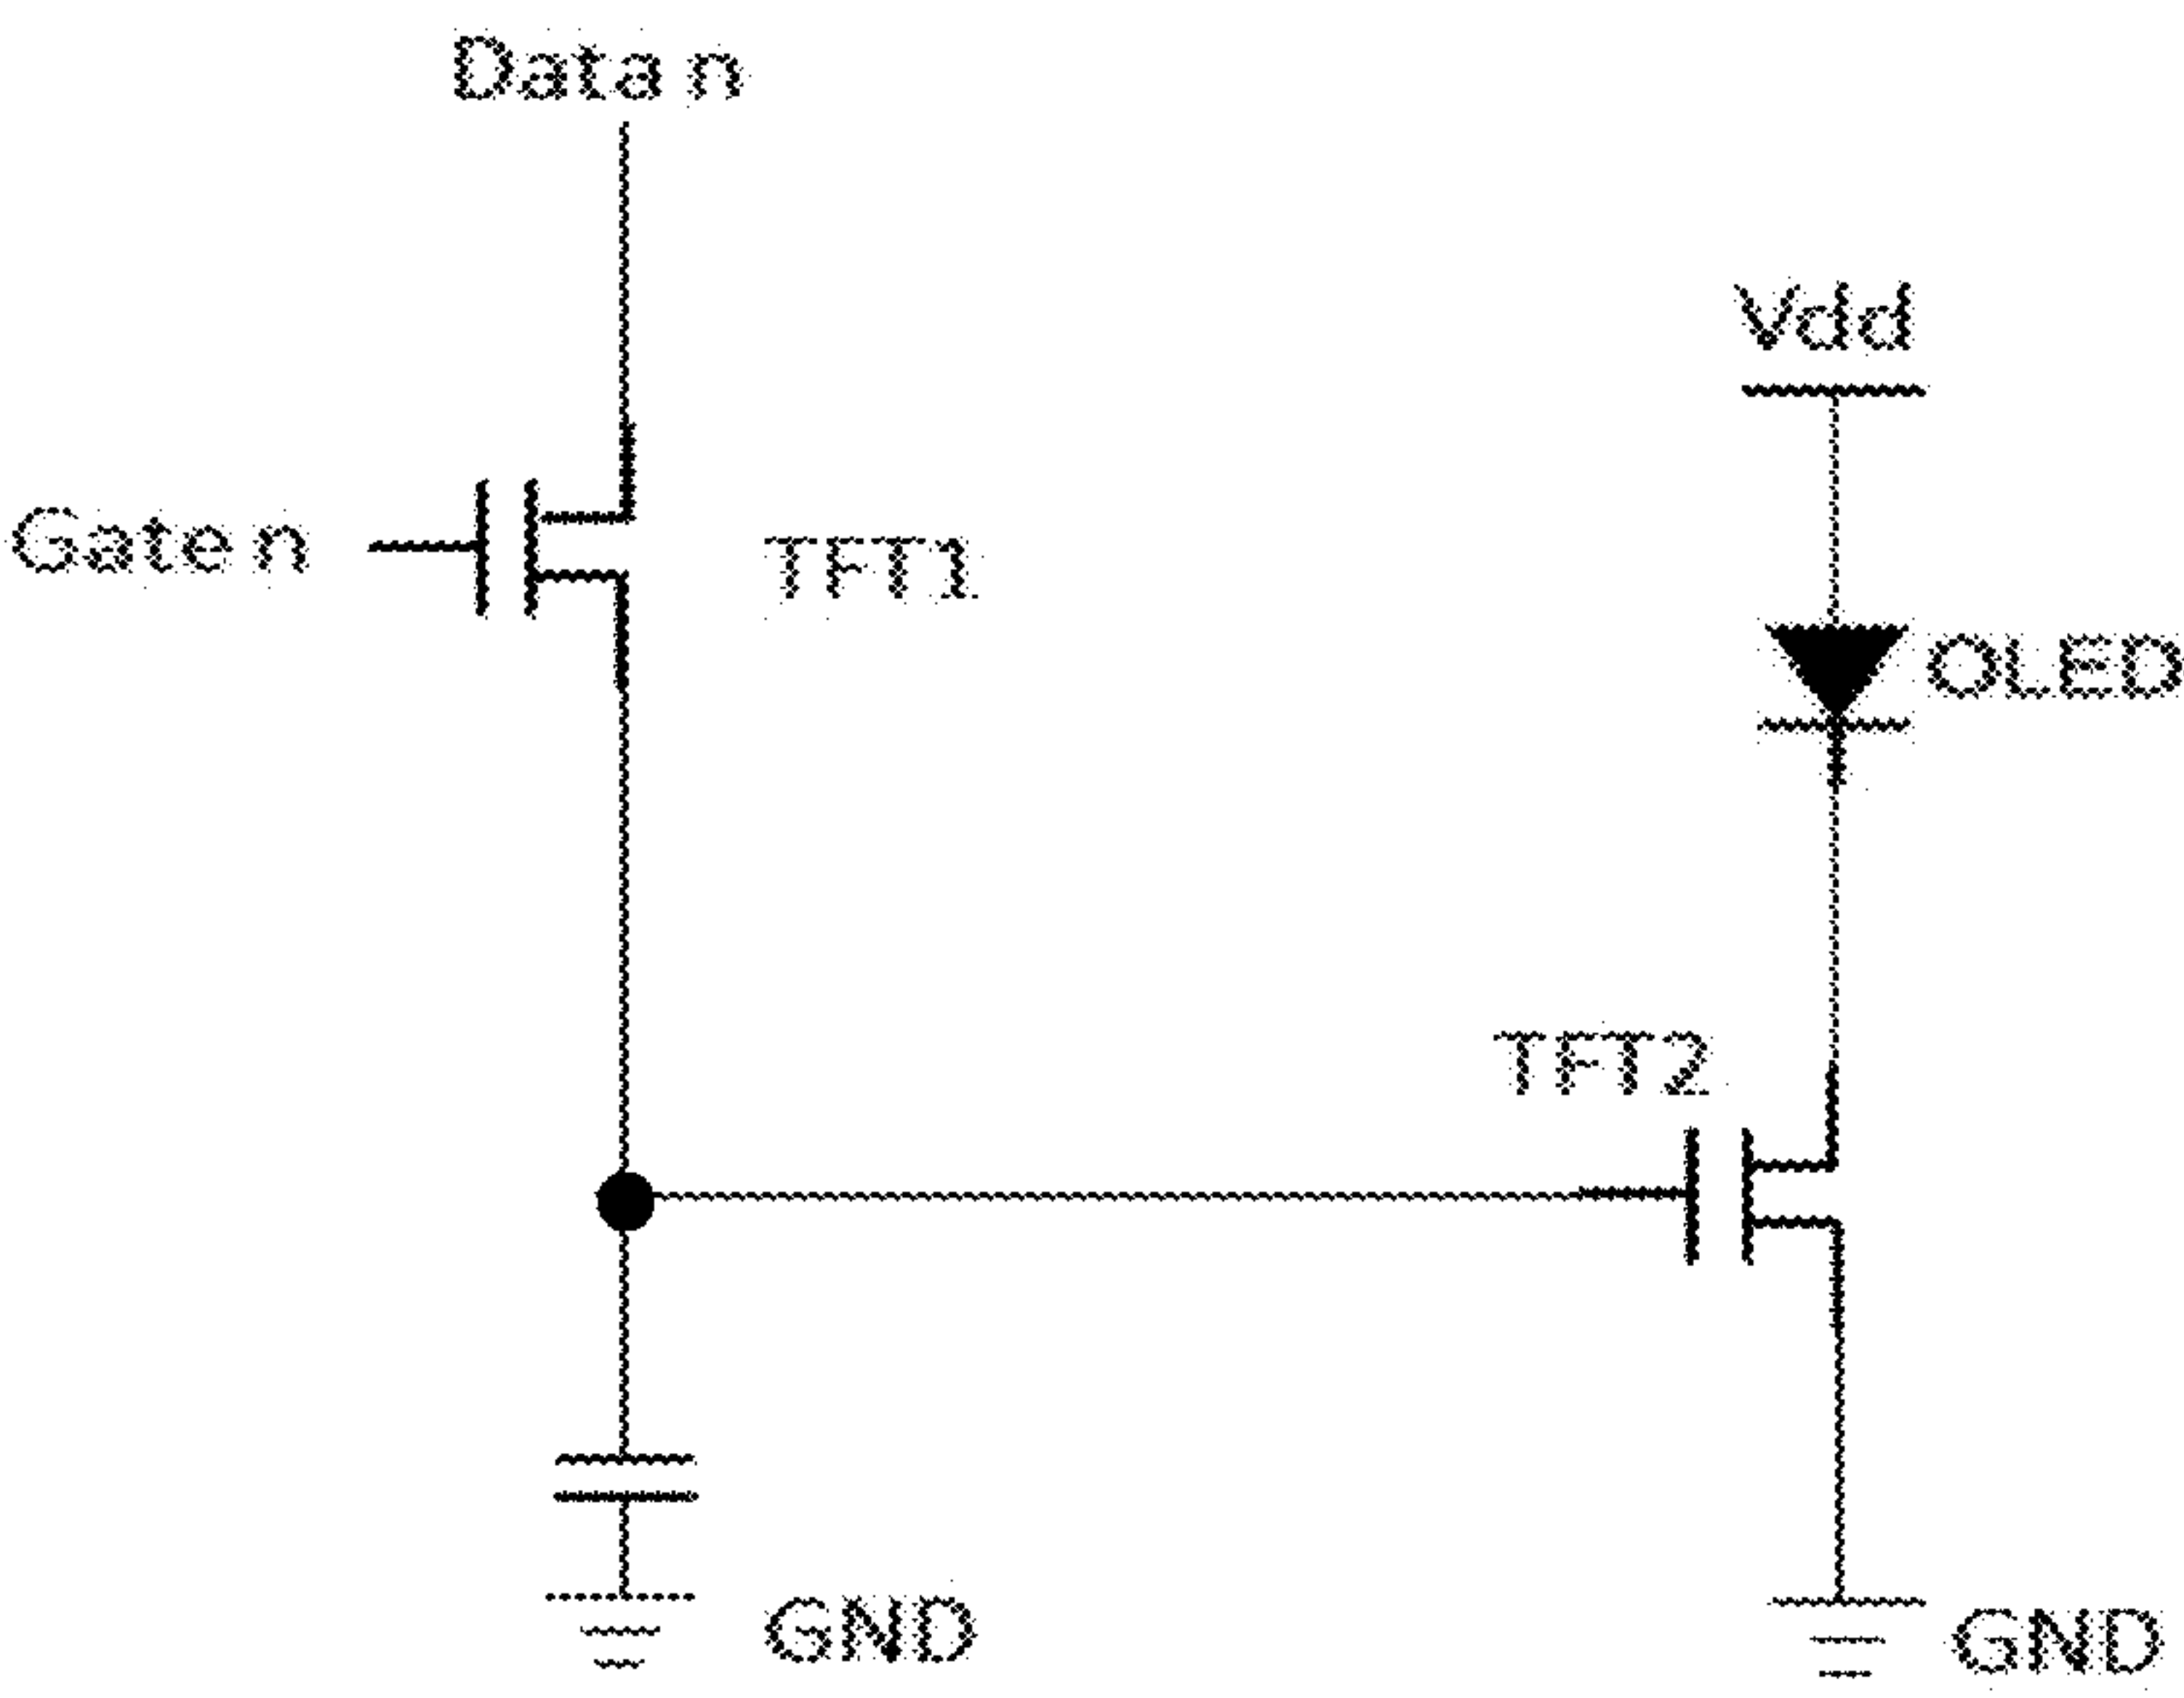 Data n
Vdd
Gate n
TFT1
OLED
TFT2
GND
GND